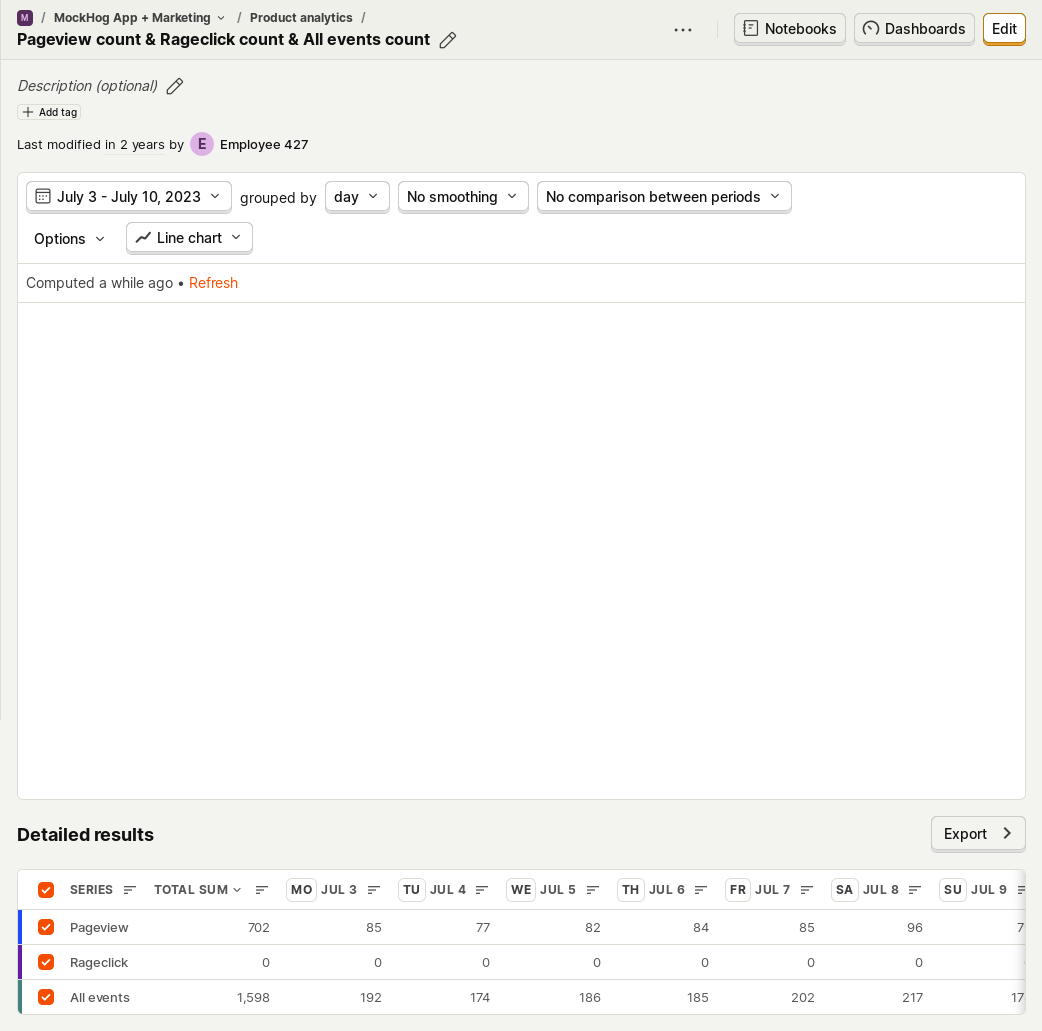 M / MockHog App + Marketing / Product analytics /
Pageview count & Rageclick count & All events count
Notebooks
Dashboards
Edit
Description (optional)
Add tag
Last modified in 2 years by E Employee 427
July 3 - July 10, 2023 grouped by day No smoothing No comparison between periods
Options Line chart
Computed a while ago • Refresh
Detailed results
Export
SERIES TOTAL SUM MO JUL 3 TU JUL 4 WE JUL 5 TH JUL 6 FR JUL 7 SA JUL 8 SU JUL 9
Pageview 702 85 77 82 84 85 96
Rageclick 0 0 0 0 0 0 0
All events 1,598 192 174 186 185 202 217